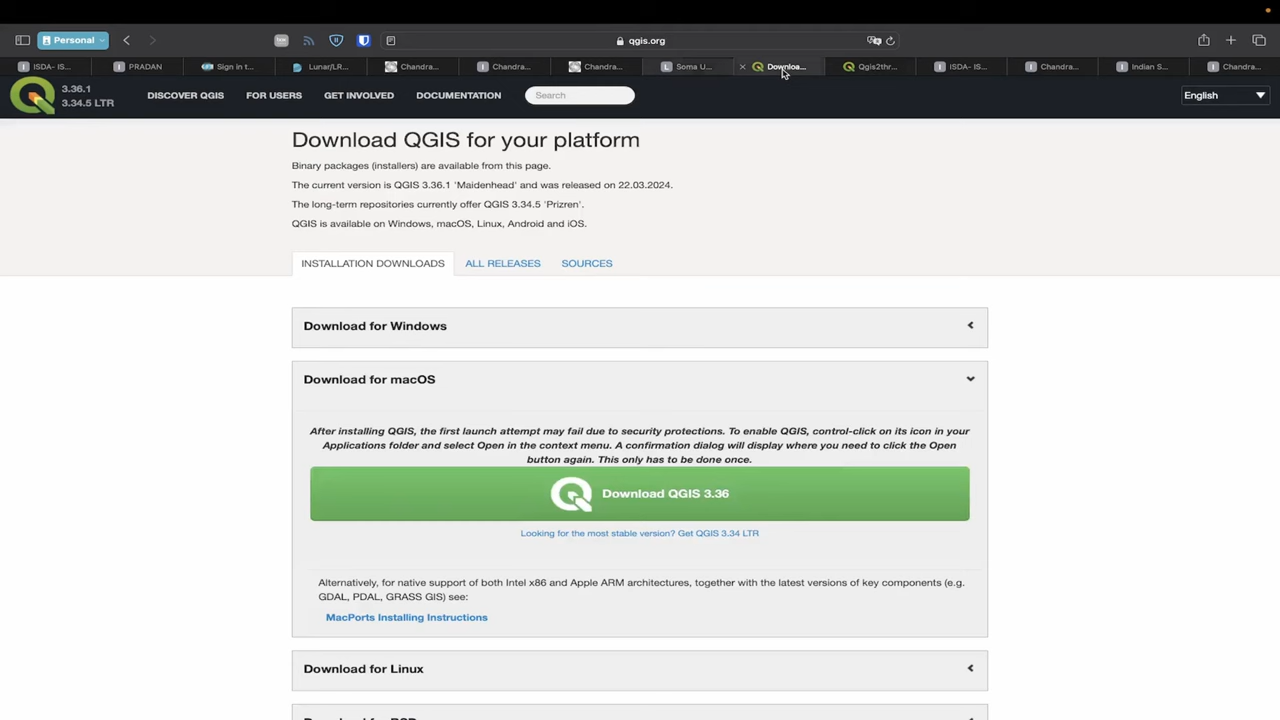 Personal
qgis.org
ISDA- IS...
PRADAN
Sign in t...
Lunar/LR...
Chandra...
Chandra...
Chandra...
Soma U...
Downloa...
Qgis2thr...
ISDA- IS...
Chandra...
Indian S...
Chandra...
3.36.1
3.34.5 LTR
DISCOVER QGIS
FOR USERS
GET INVOLVED
DOCUMENTATION
Search
English
Download QGIS for your platform
Binary packages (installers) are available from this page.
The current version is QGIS 3.36.1 'Maidenhead' and was released on 22.03.2024.
The long-term repositories currently offer QGIS 3.34.5 'Prizren'.
QGIS is available on Windows, macOS, Linux, Android and iOS.
INSTALLATION DOWNLOADS
ALL RELEASES
SOURCES
Download for Windows
Download for macOS
After installing QGIS, the first launch attempt may fail due to security protections. To enable QGIS, control-click on its icon in your
Applications folder and select Open in the context menu. A confirmation dialog will display where you need to click the Open
button again. This only has to be done once.
Download QGIS 3.36
Looking for the most stable version? Get QGIS 3.34 LTR
Alternatively, for native support of both Intel x86 and Apple ARM architectures, together with the latest versions of key components (e.g.
GDAL, PDAL, GRASS GIS) see:
MacPorts Installing Instructions
Download for Linux
Download for BSD